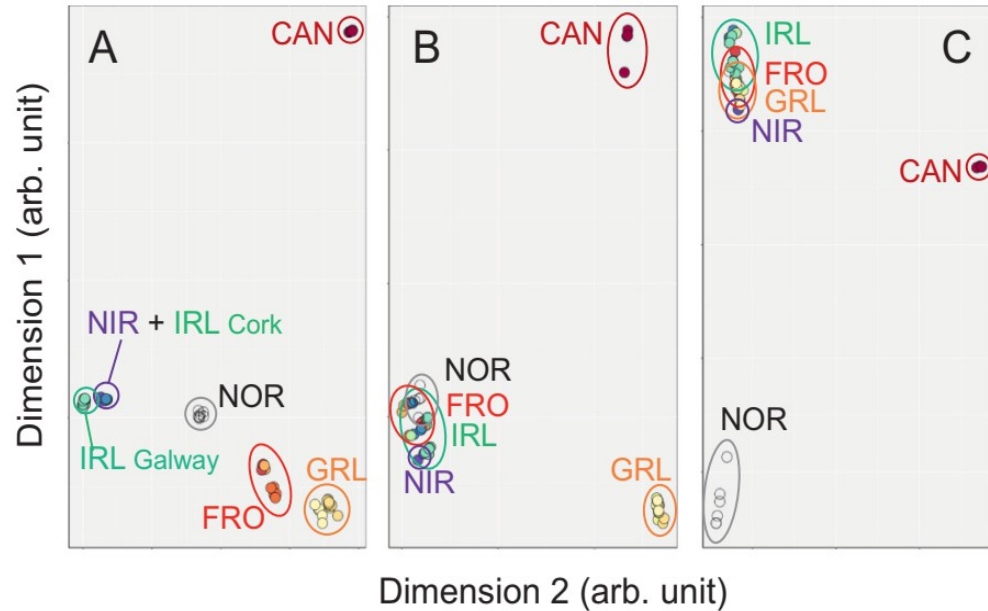 A
CAN
NIR + IRL Cork
NOR
IRL Galway
GRL
FRO
B
CAN
NOR
FRO
IRL
NIR
GRL
C
IRL
FRO
GRL
NIR
CAN
NOR
Dimension 1 (arb. unit)
Dimension 2 (arb. unit)